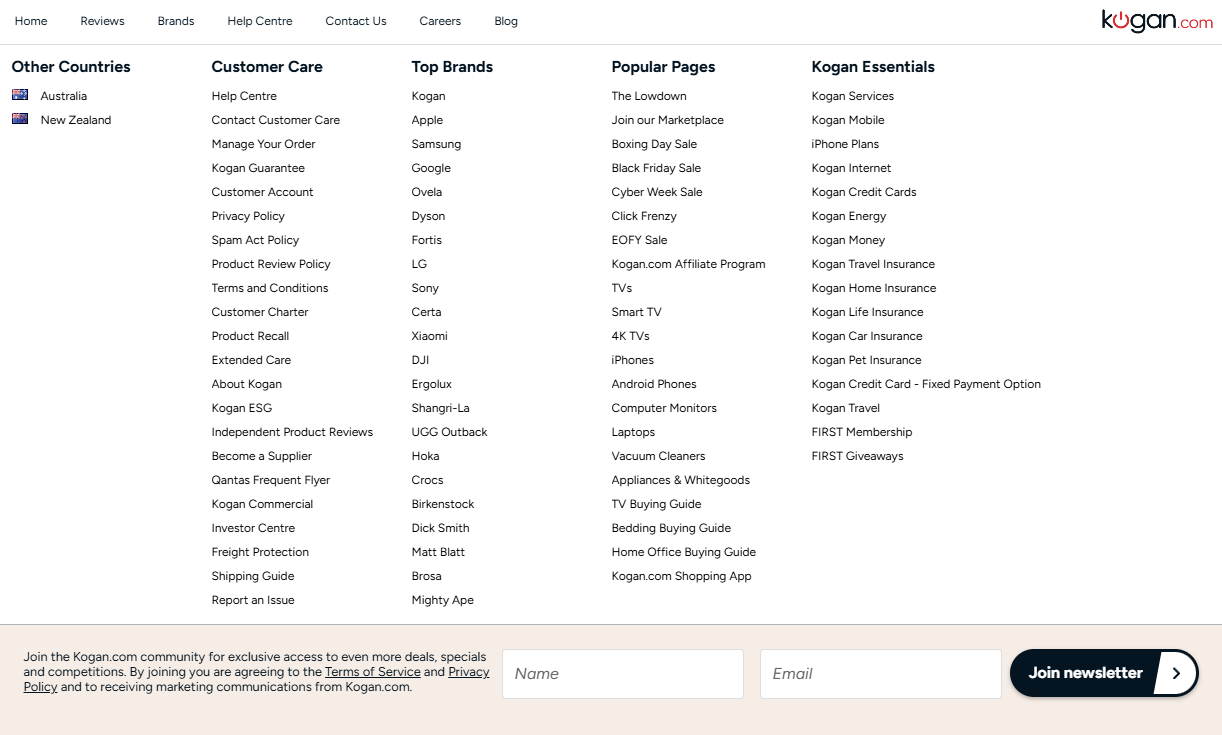 Home Reviews Brands Help Centre Contact Us Careers Blog
kogan.com
Other Countries
Australia
New Zealand
Customer Care
Help Centre
Contact Customer Care
Manage Your Order
Kogan Guarantee
Customer Account
Privacy Policy
Spam Act Policy
Product Review Policy
Terms and Conditions
Customer Charter
Product Recall
Extended Care
About Kogan
Kogan ESG
Independent Product Reviews
Become a Supplier
Qantas Frequent Flyer
Kogan Commercial
Investor Centre
Freight Protection
Shipping Guide
Report an Issue
Top Brands
Kogan
Apple
Samsung
Google
Ovela
Dyson
Fortis
LG
Sony
Certa
Xiaomi
DJI
Ergolux
Shangri-La
UGG Outback
Hoka
Crocs
Birkenstock
Dick Smith
Matt Blatt
Brosa
Mighty Ape
Popular Pages
The Lowdown
Join our Marketplace
Boxing Day Sale
Black Friday Sale
Cyber Week Sale
Click Frenzy
EOFY Sale
Kogan.com Affiliate Program
TVs
Smart TV
4K TVs
iPhones
Android Phones
Computer Monitors
Laptops
Vacuum Cleaners
Appliances & Whitegoods
TV Buying Guide
Bedding Buying Guide
Home Office Buying Guide
Kogan.com Shopping App
Kogan Essentials
Kogan Services
Kogan Mobile
iPhone Plans
Kogan Internet
Kogan Credit Cards
Kogan Energy
Kogan Money
Kogan Travel Insurance
Kogan Home Insurance
Kogan Life Insurance
Kogan Car Insurance
Kogan Pet Insurance
Kogan Credit Card - Fixed Payment Option
Kogan Travel
FIRST Membership
FIRST Giveaways
Join the Kogan.com community for exclusive access to even more deals, specials
and competitions. By joining you are agreeing to the Terms of Service and Privacy
Policy and to receiving marketing communications from Kogan.com.
Name
Email
Join newsletter